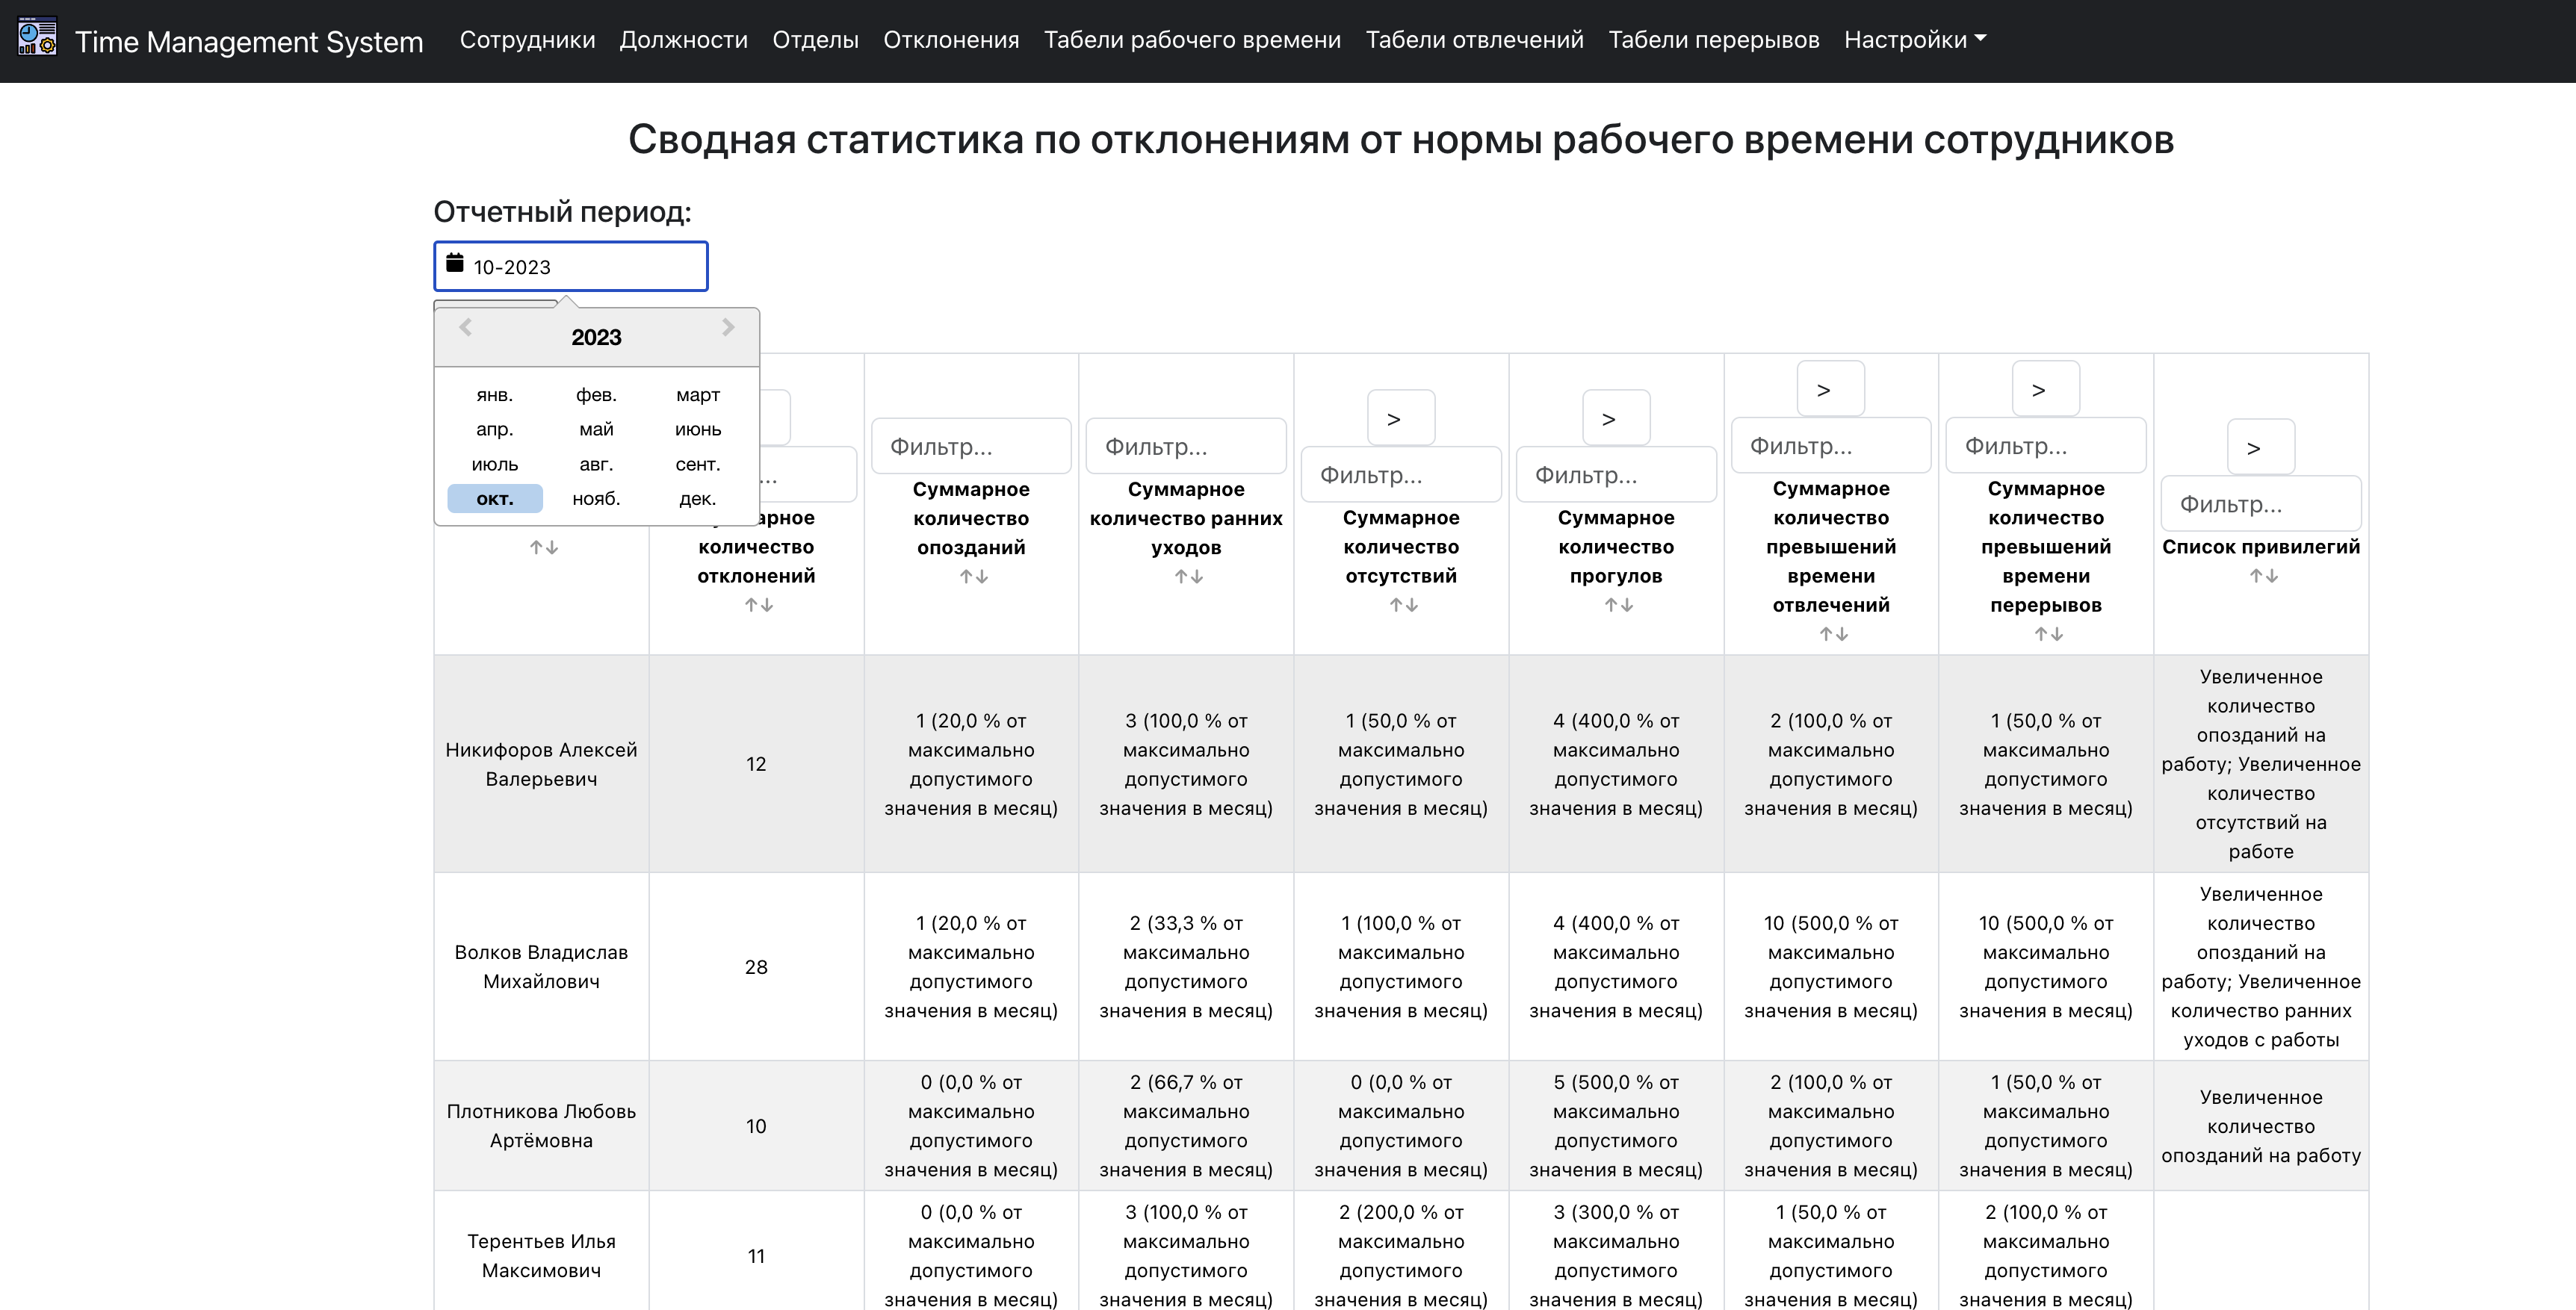 Time Management System Сотрудники Должности Отделы Отклонения Табели рабочего времени Табели отвлечений Табели перерывов Настройки
Сводная статистика по отклонениям от нормы рабочего времени сотрудников
Отчетный период:
10-2023
2023
янв. фев. март
апр. май июнь
июль авг. сент.
окт. нояб. дек.
↑↓
...
количество
отклонений
↑↓
Фильтр...
Суммарное
количество
опозданий
↑↓
Фильтр...
Суммарное
количество ранних
уходов
↑↓
>
Фильтр...
Суммарное
количество
отсутствий
↑↓
>
Фильтр...
Суммарное
количество
прогулов
↑↓
>
Фильтр...
Суммарное
количество
превышений
времени
отвлечений
↑↓
>
Фильтр...
Суммарное
количество
превышений
времени
перерывов
↑↓
>
Фильтр...
Список привилегий
↑↓
Никифоров Алексей
Валерьевич
12
1 (20,0 % от
максимально
допустимого
значения в месяц)
3 (100,0 % от
максимально
допустимого
значения в месяц)
1 (50,0 % от
максимально
допустимого
значения в месяц)
4 (400,0 % от
максимально
допустимого
значения в месяц)
2 (100,0 % от
максимально
допустимого
значения в месяц)
1 (50,0 % от
максимально
допустимого
значения в месяц)
Увеличенное
количество
опозданий на
работу; Увеличенное
количество
отсутствий на
работе
Волков Владислав
Михайлович
28
1 (20,0 % от
максимально
допустимого
значения в месяц)
2 (33,3 % от
максимально
допустимого
значения в месяц)
1 (100,0 % от
максимально
допустимого
значения в месяц)
4 (400,0 % от
максимально
допустимого
значения в месяц)
10 (500,0 % от
максимально
допустимого
значения в месяц)
10 (500,0 % от
максимально
допустимого
значения в месяц)
Увеличенное
количество
опозданий на
работу; Увеличенное
количество ранних
уходов с работы
Плотникова Любовь
Артёмовна
10
0 (0,0 % от
максимально
допустимого
значения в месяц)
2 (66,7 % от
максимально
допустимого
значения в месяц)
0 (0,0 % от
максимально
допустимого
значения в месяц)
5 (500,0 % от
максимально
допустимого
значения в месяц)
2 (100,0 % от
максимально
допустимого
значения в месяц)
1 (50,0 % от
максимально
допустимого
значения в месяц)
Увеличенное
количество
опозданий на работу
Терентьев Илья
Максимович
11
0 (0,0 % от
максимально
допустимого
значения в месяц)
3 (100,0 % от
максимально
допустимого
значения в месяц)
2 (200,0 % от
максимально
допустимого
значения в месяц)
3 (300,0 % от
максимально
допустимого
значения в месяц)
1 (50,0 % от
максимально
допустимого
значения в месяц)
2 (100,0 % от
максимально
допустимого
значения в месяц)